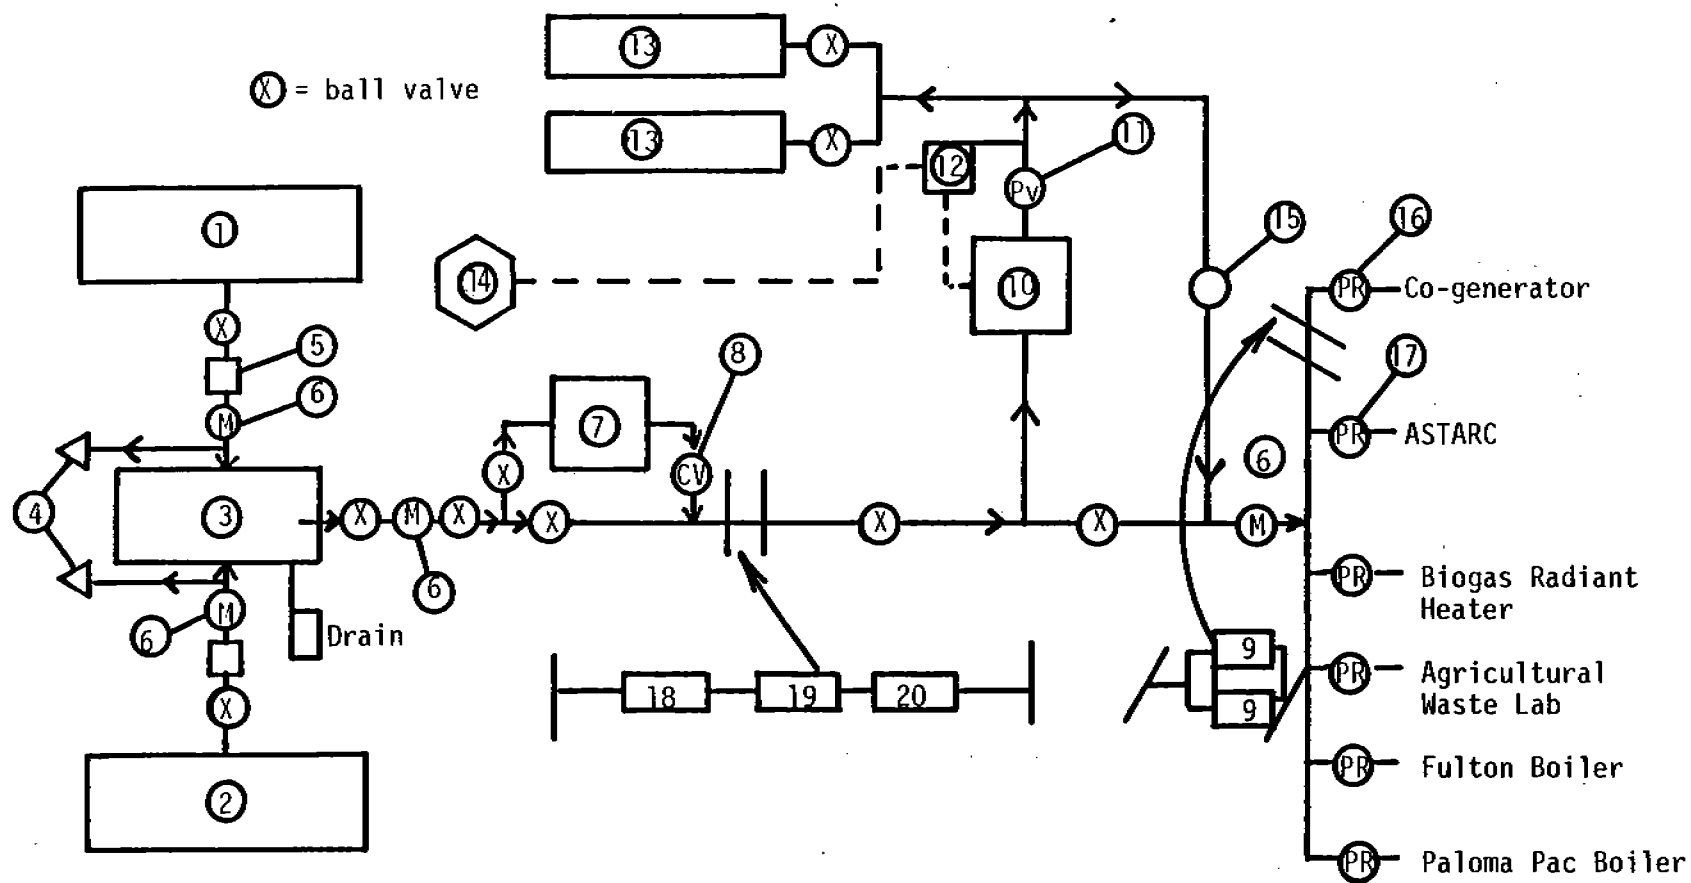 13
X
X = ball valve
13
X
11
12
Pv
1
16
15
14
10
PR Co-generator
X
5
8
17
6
M
7
PR ASTARC
6
X
CV
4
3
X
M
X
X
X
X
M
6
PR Biogas Radiant
Heater
M
6
Drain
9
PR Agricultural
Waste Lab
18
19
20
9
X
PR Fulton Boiler
2
PR Paloma Pac Boiler